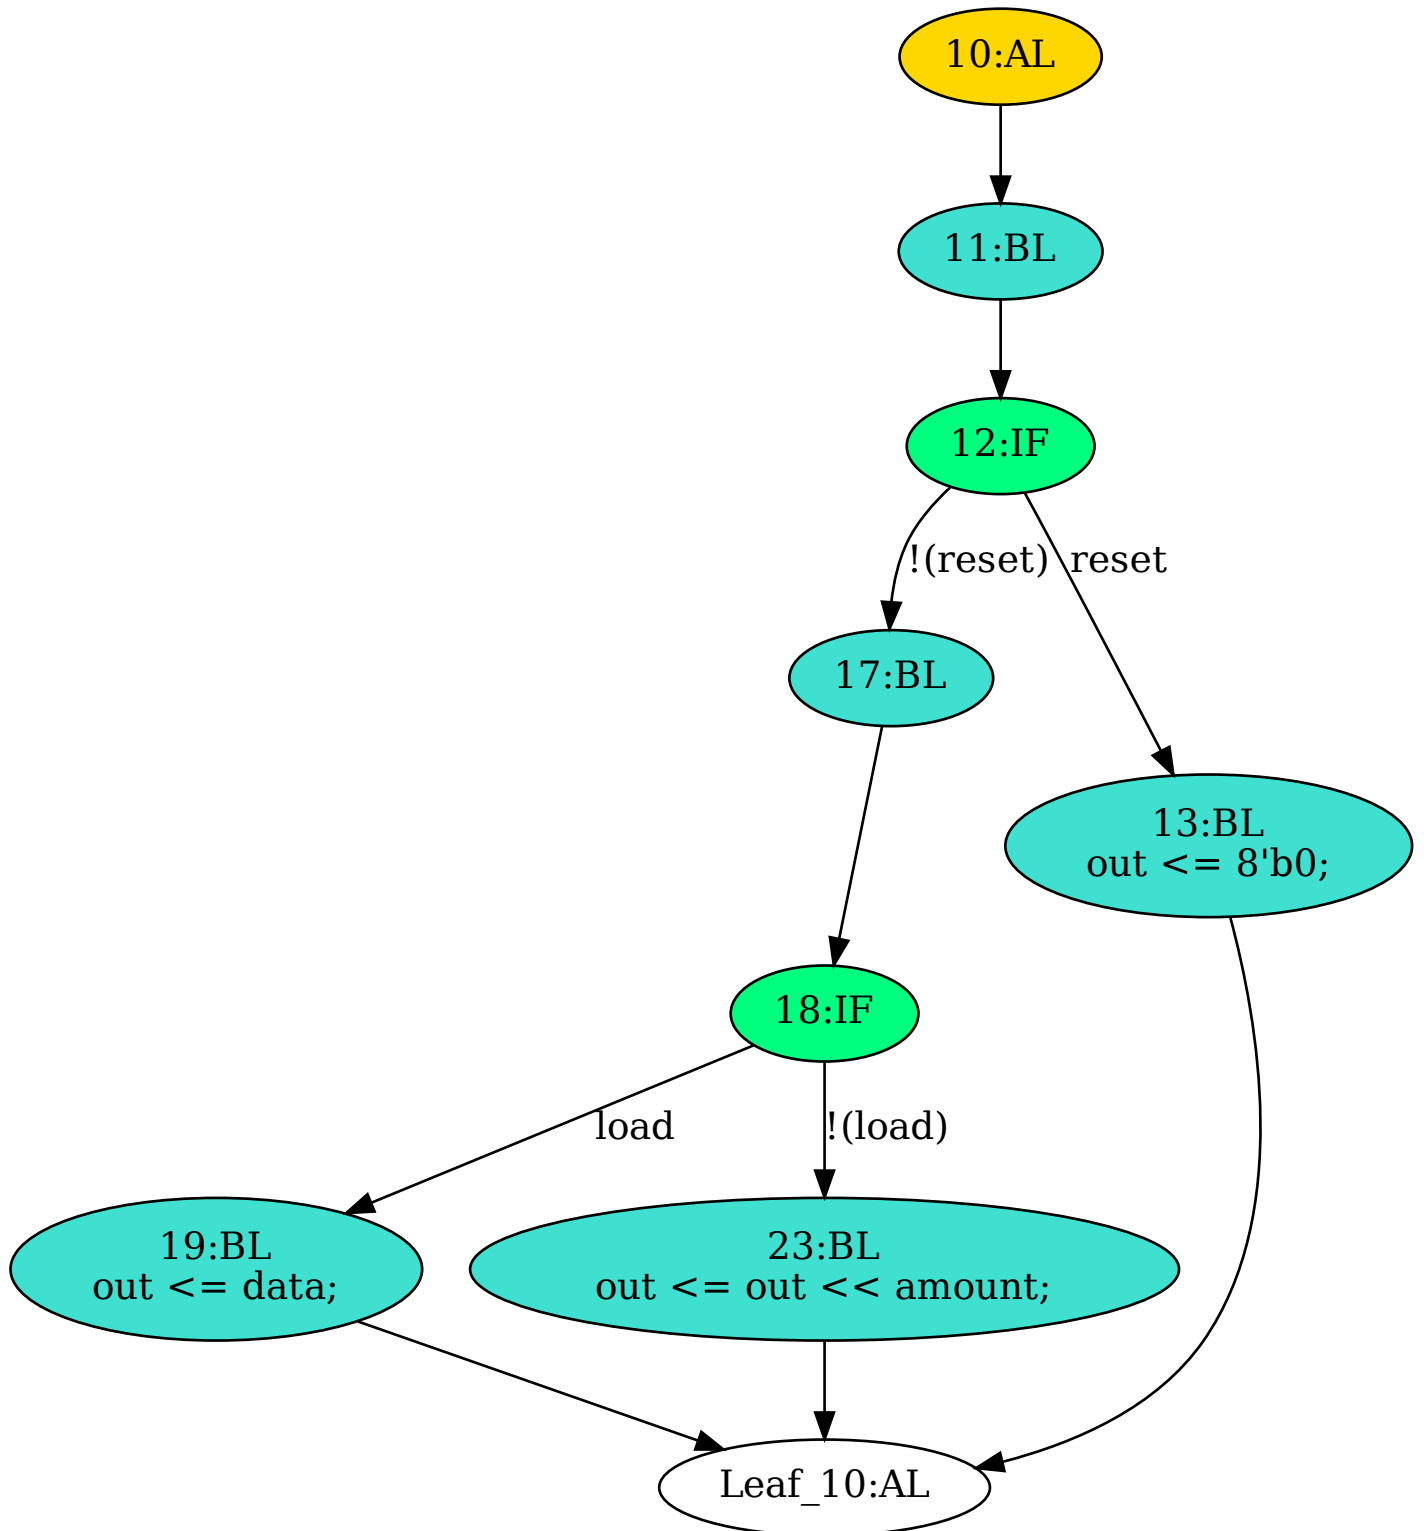 10:AL
11:BL
12:IF
!(reset)
reset
17:BL
13:BL
out <= 8'b0;
18:IF
load
!(load)
19:BL
out <= data;
23:BL
out <= out << amount;
Leaf_10:AL